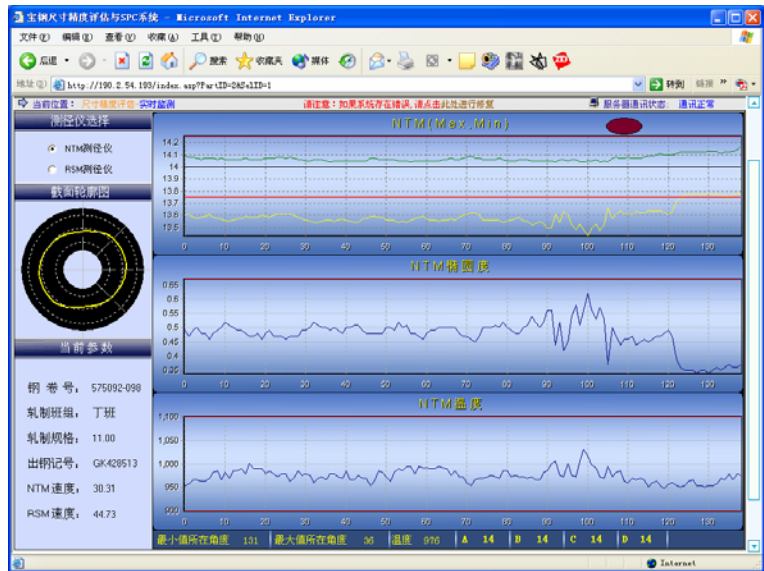 宝钢尺寸精度评估与SPC系统 - Microsoft Internet Explorer
文件(F) 编辑(E) 查看(V) 收藏(A) 工具(T) 帮助(H)
后退 搜索 收藏夹 媒体
地址(D) http://190.2.54.193/index.asp?PartID=2&SelID=1 转到 链接 »
当前位置: 尺寸精度评估-实时监测 请注意:如果系统存在错误,请点击此处进行修复 服务器通讯状态: 通讯正常
测径仪选择
NTM测径仪
RSM测径仪
截面轮廓图
当前参数
钢卷号: 575092-098
轧制班组: 丁班
轧制规格: 11.00
出钢记号: GK428513
NTM速度: 30.31
RSM速度: 44.73
NTM(Max,Min)
14.2
14.1
14
13.9
13.8
13.7
13.6
13.5
0 10 20 30 40 50 60 70 80 90 100 110 120 130
NTM椭圆度
0.65
0.6
0.55
0.5
0.45
0.4
0.35
0 10 20 30 40 50 60 70 80 90 100 110 120 130
NTM温度
1,100
1,050
1,000
950
900
0 10 20 30 40 50 60 70 80 90 100 110 120 130
最小值所在角度 131 最大值所在角度 36 温度 976 A 14 B 14 C 14 D 14
Internet